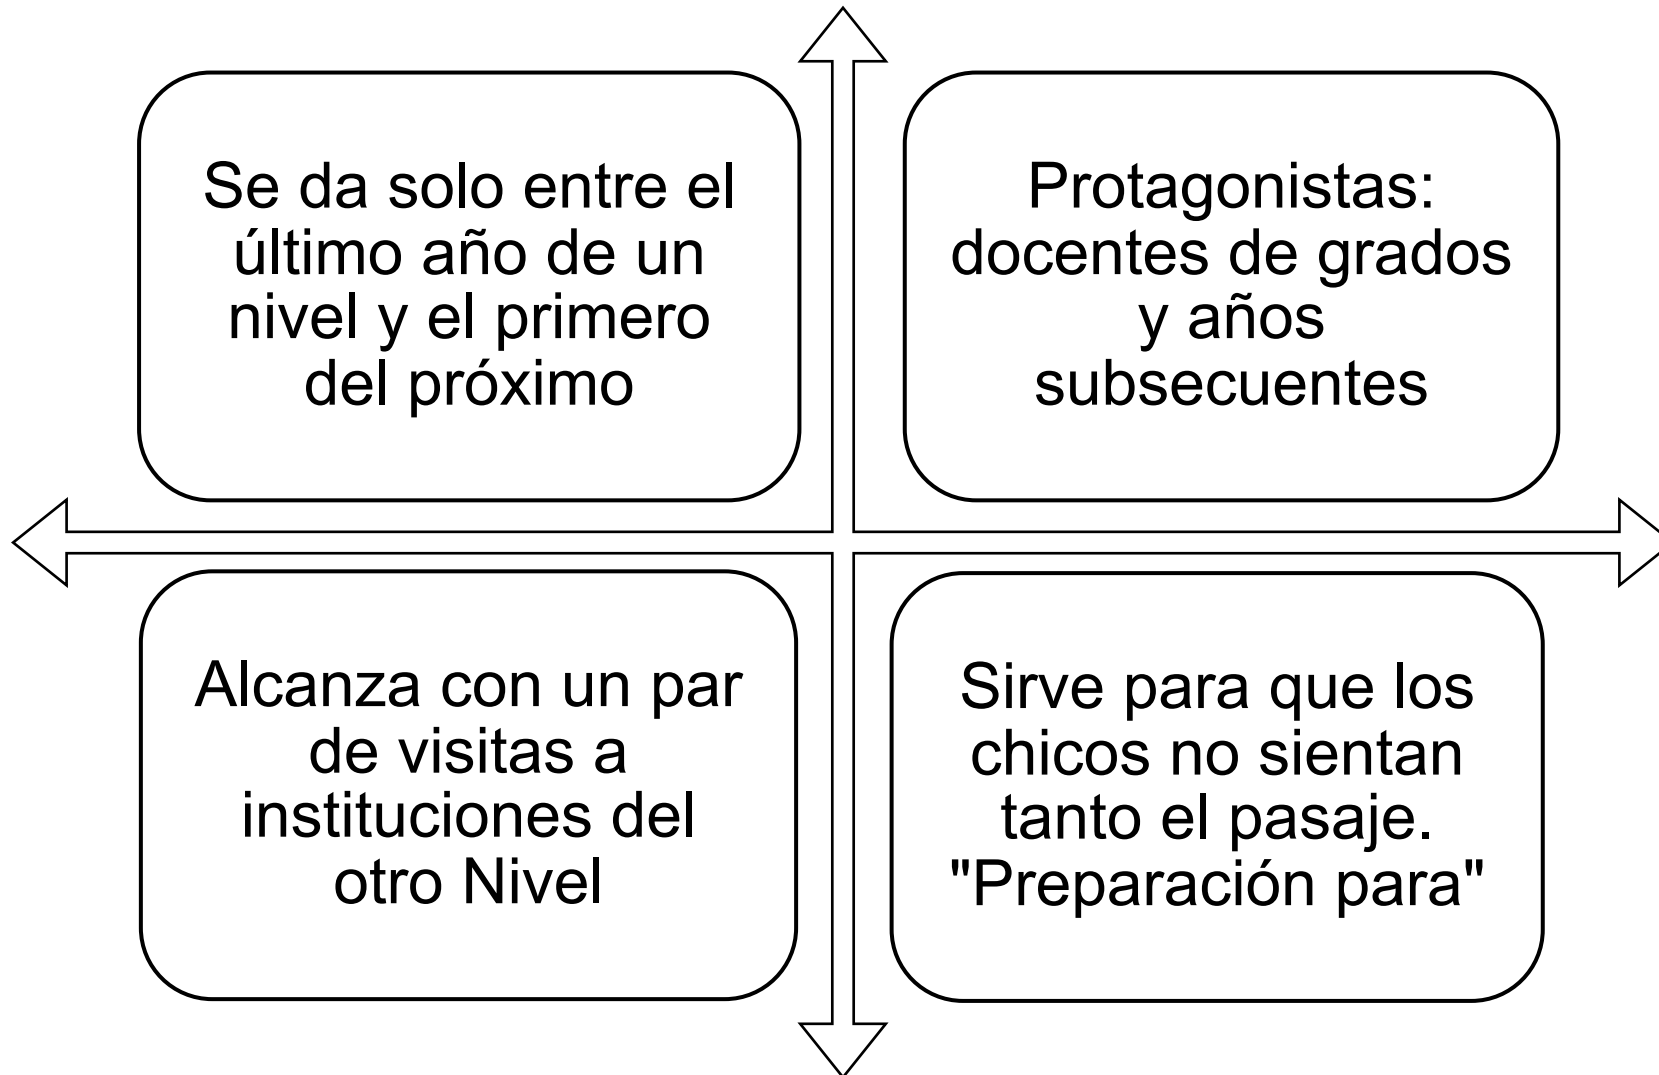 Se da solo entre el
último año de un
nivel y el primero
del próximo
Protagonistas:
docentes de grados
y años
subsecuentes
Alcanza con un par
de visitas a
instituciones del
otro Nivel
Sirve para que los
chicos no sientan
tanto el pasaje.
"Preparación para"